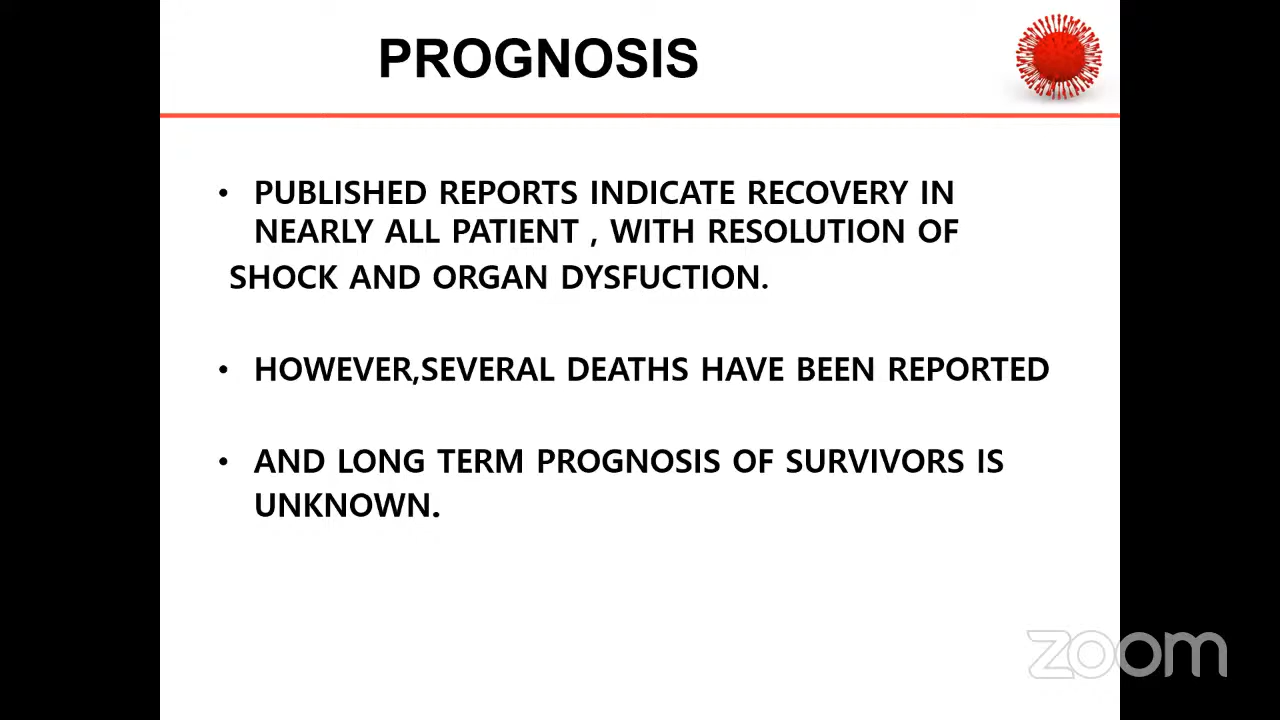 PROGNOSIS
• PUBLISHED REPORTS INDICATE RECOVERY IN
NEARLY ALL PATIENT , WITH RESOLUTION OF
SHOCK AND ORGAN DYSFUCTION.
• HOWEVER,SEVERAL DEATHS HAVE BEEN REPORTED
• AND LONG TERM PROGNOSIS OF SURVIVORS IS
UNKNOWN.
zoom